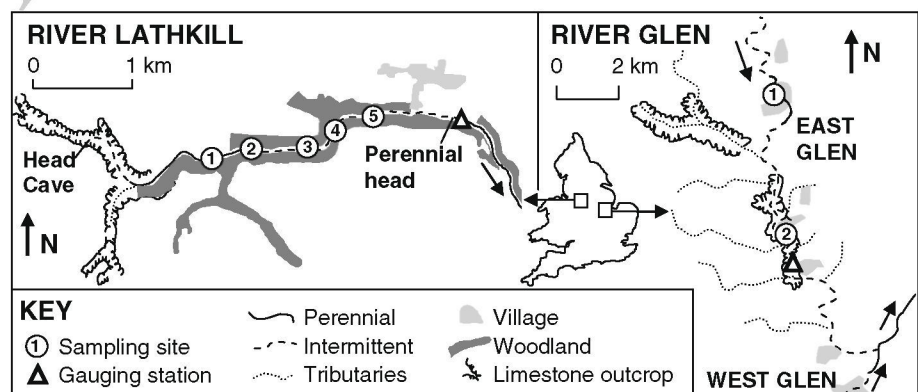 RIVER LATHKILL
0 1 km
Head
Cave
N
1
2
3
4
5
Perennial
head
RIVER GLEN
0 2 km
N
1
EAST
GLEN
2
WEST GLEN
KEY
1 Sampling site
Gauging station
Perennial
Intermittent
Tributaries
Village
Woodland
Limestone outcrop